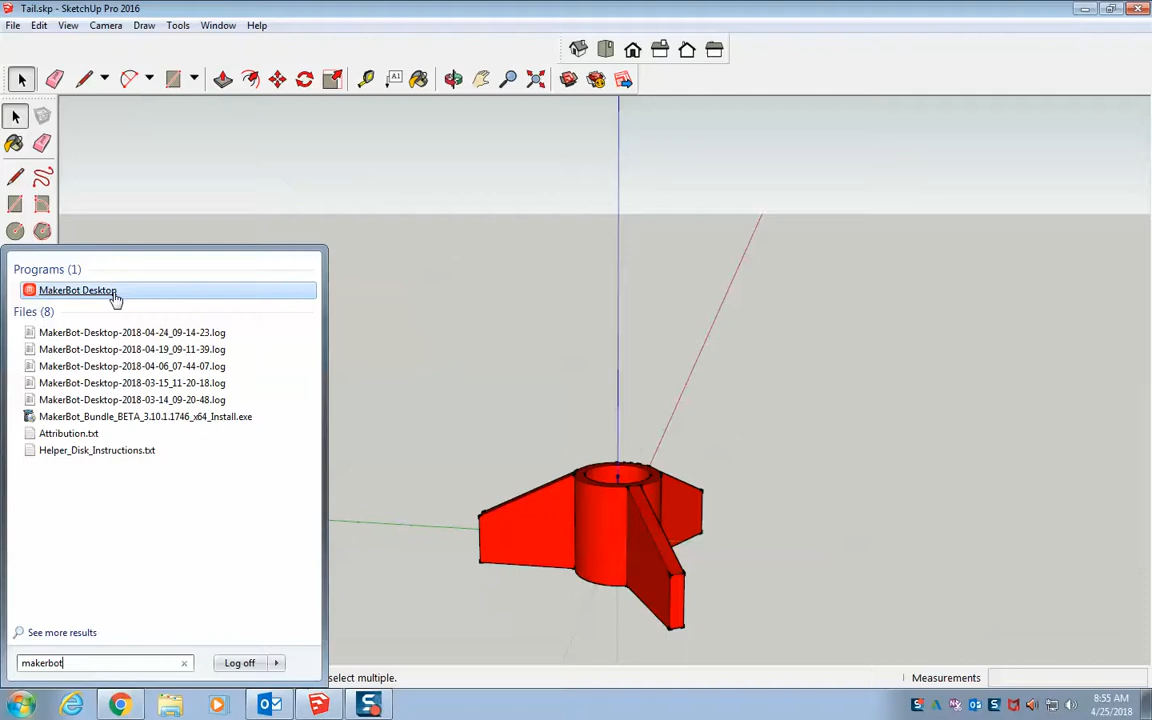 Tail.skp - SketchUp Pro 2016
File Edit View Camera Draw Tools Window Help
A1
Programs (1)
MakerBot Desktop
Files (8)
MakerBot-Desktop-2018-04-24_09-14-23.log
MakerBot-Desktop-2018-04-19_09-11-39.log
MakerBot-Desktop-2018-04-06_07-44-07.log
MakerBot-Desktop-2018-03-15_11-20-18.log
MakerBot-Desktop-2018-03-14_09-20-48.log
MakerBot_Bundle_BETA_3.10.1.1746_x64_Install.exe
Attribution.txt
Helper_Disk_Instructions.txt
See more results
makerbot
Log off
select multiple.
Measurements
8:55 AM
4/25/2018